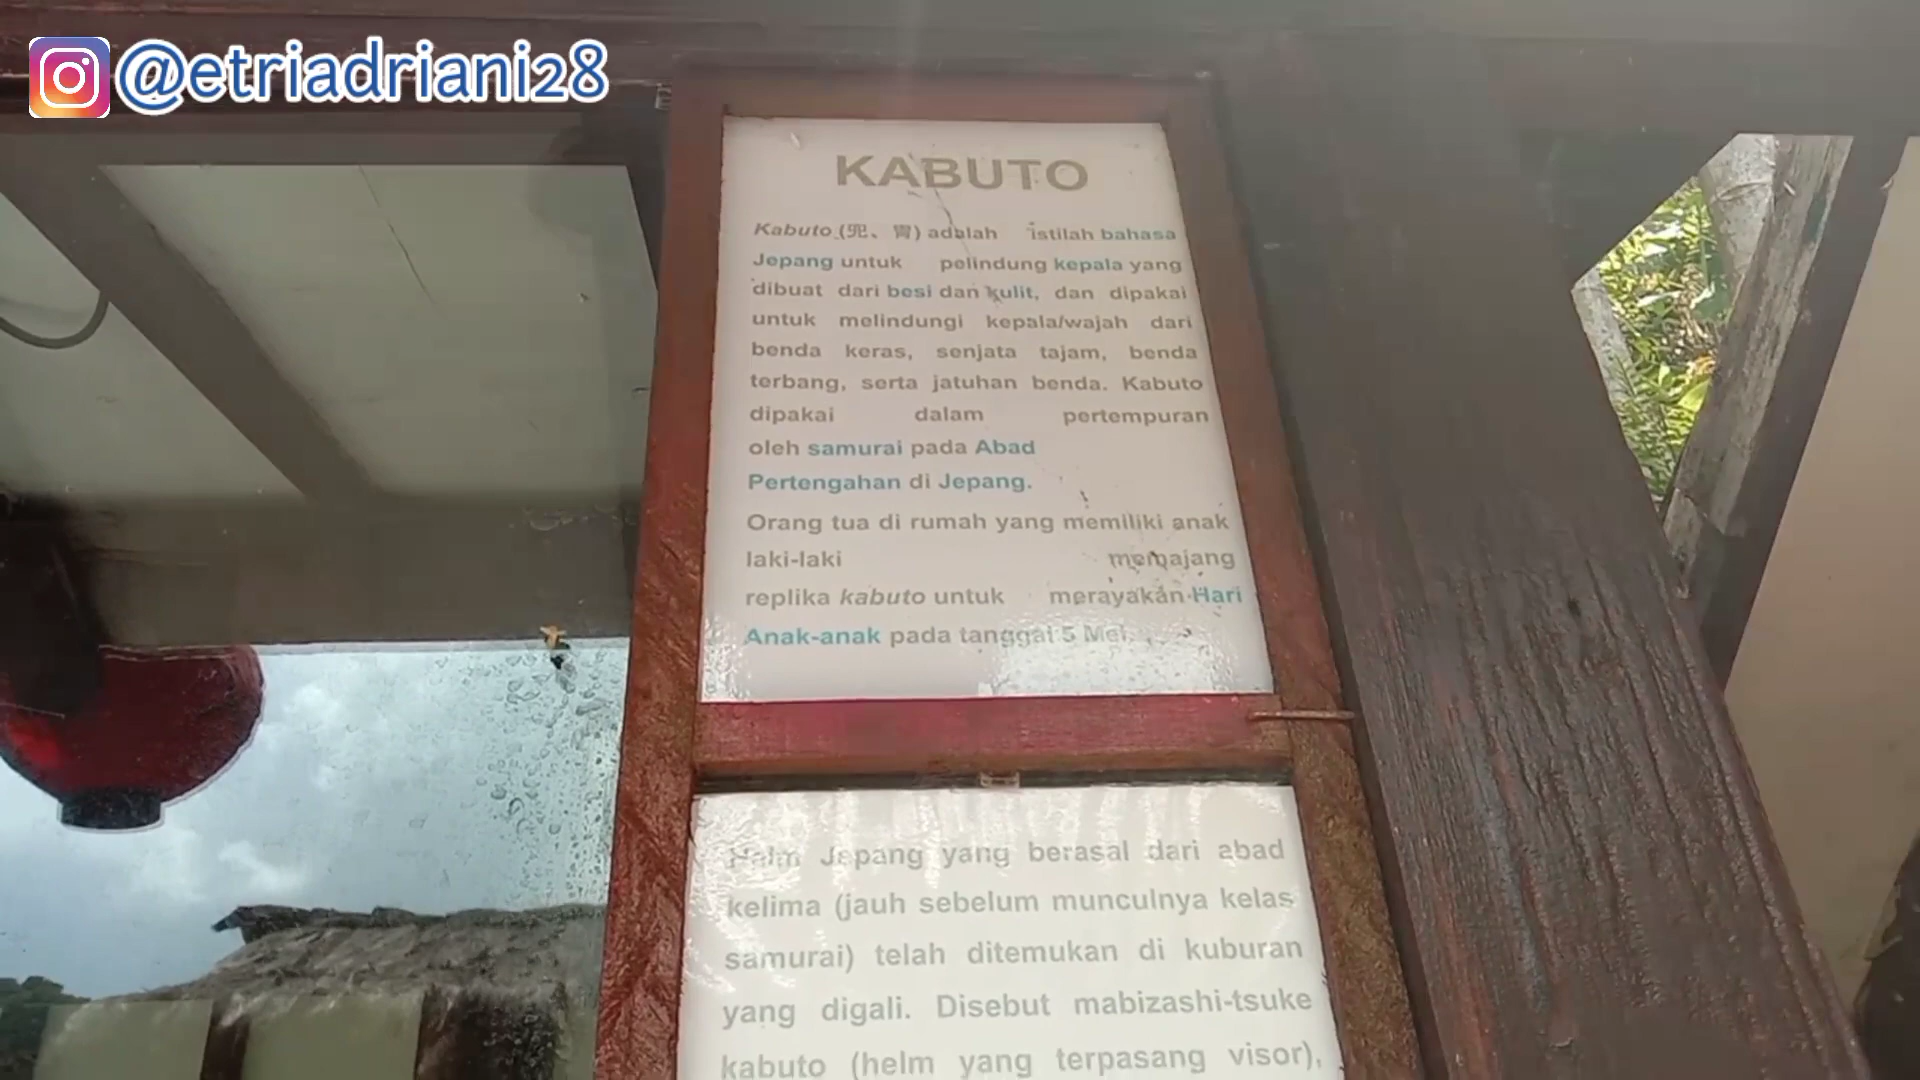 @etriadriani28
KABUTO
Kabuto (兜、冑) adalah istilah bahasa
Jepang untuk pelindung kepala yang
dibuat dari besi dan kulit, dan dipakai
untuk melindungi kepala/wajah dari
benda keras, senjata tajam, benda
terbang, serta jatuhan benda. Kabuto
dipakai dalam pertempuran
oleh samurai pada Abad
Pertengahan di Jepang.
Orang tua di rumah yang memiliki anak
laki-laki memajang
replika kabuto untuk merayakan Hari
Anak-anak pada tanggal 5 Mei.
Helm Jepang yang berasal dari abad
kelima (jauh sebelum munculnya kelas
samurai) telah ditemukan di kuburan
yang digali. Disebut mabizashi-tsuke
kabuto (helm yang terpasang visor),